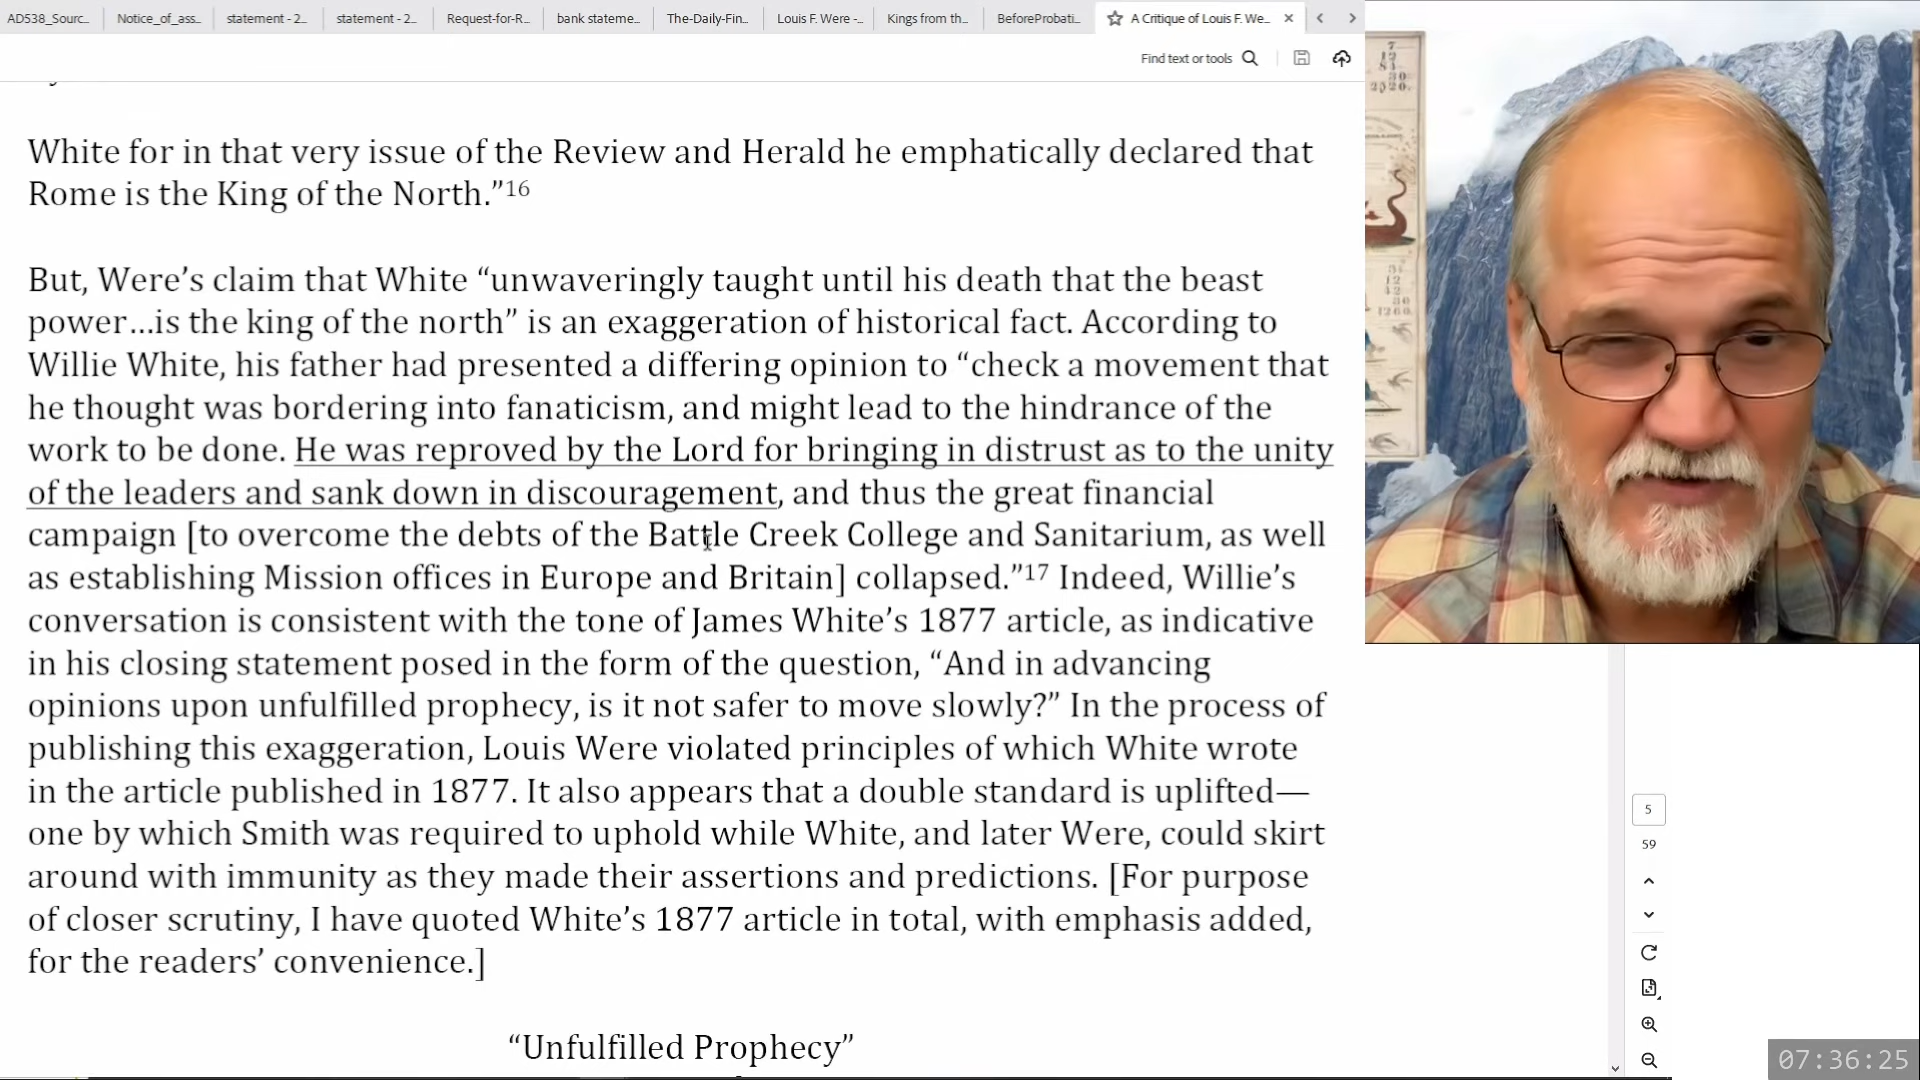 AD538_Sourc...
Notice_of_ass...
statement - 2...
statement - 2...
Request-for-R...
bank stateme...
The-Daily-Fin...
Louis F. Were -...
Kings from th...
BeforeProbati...
A Critique of Louis F. We...
Find text or tools
White for in that very issue of the Review and Herald he emphatically declared that
Rome is the King of the North.”16
But, Were’s claim that White “unwaveringly taught until his death that the beast
power…is the king of the north” is an exaggeration of historical fact. According to
Willie White, his father had presented a differing opinion to “check a movement that
he thought was bordering into fanaticism, and might lead to the hindrance of the
work to be done. He was reproved by the Lord for bringing in distrust as to the unity
of the leaders and sank down in discouragement, and thus the great financial
campaign [to overcome the debts of the Battle Creek College and Sanitarium, as well
as establishing Mission offices in Europe and Britain] collapsed.”17 Indeed, Willie’s
conversation is consistent with the tone of James White’s 1877 article, as indicative
in his closing statement posed in the form of the question, “And in advancing
opinions upon unfulfilled prophecy, is it not safer to move slowly?” In the process of
publishing this exaggeration, Louis Were violated principles of which White wrote
in the article published in 1877. It also appears that a double standard is uplifted—
one by which Smith was required to uphold while White, and later Were, could skirt
around with immunity as they made their assertions and predictions. [For purpose
of closer scrutiny, I have quoted White’s 1877 article in total, with emphasis added,
for the readers’ convenience.]
“Unfulfilled Prophecy”
5
59
07:36:25